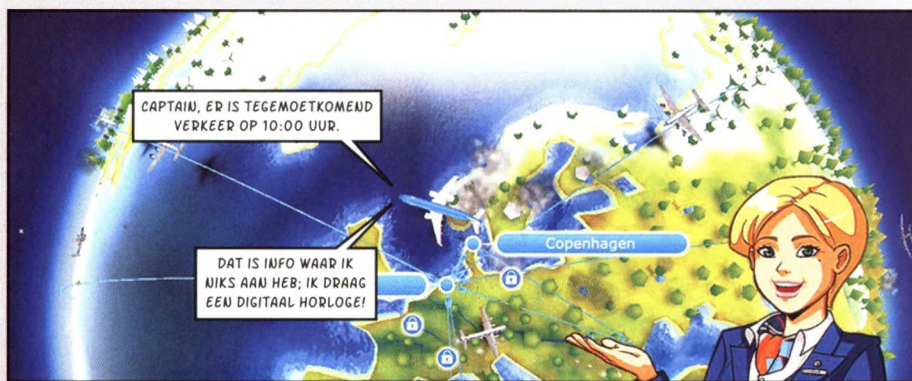 CAPTAIN, ER IS TEGEMOETKOMEND
VERKEER OP 10:00 UUR.
DAT IS INFO WAAR IK
NIKS AAN HEB; IK DRAAG
EEN DIGITAAL HORLOGE!
Copenhagen